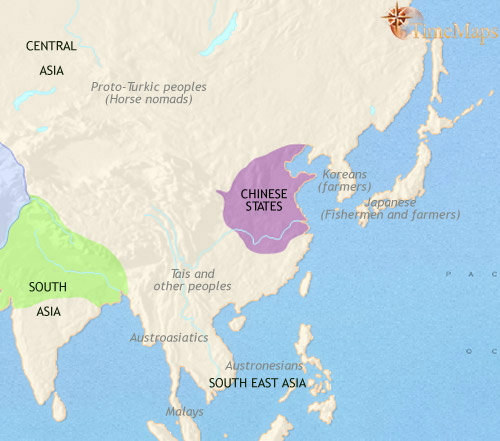 TimeMaps
CENTRAL
ASIA
Proto-Turkic peoples
(Horse nomads)
CHINESE
STATES
Koreans
(farmers)
Japanese
(Fishermen and farmers)
Tais and
other peoples
SOUTH
ASIA
P A C
Austroasiatics
O C
Austronesians
SOUTH EAST ASIA
Malays